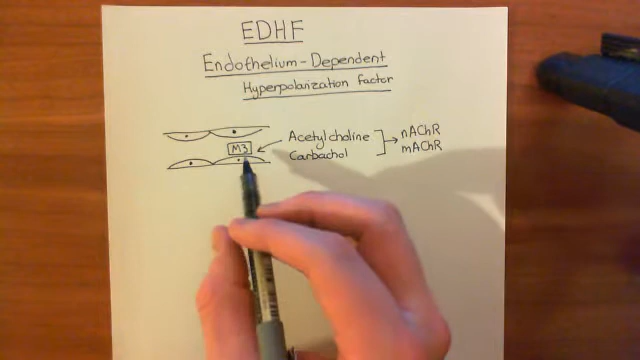 EDHF
Endothelium-Dependent
Hyperpolarization Factor
Acetylcholine
Carbachol
nAChR
mAChR
M3